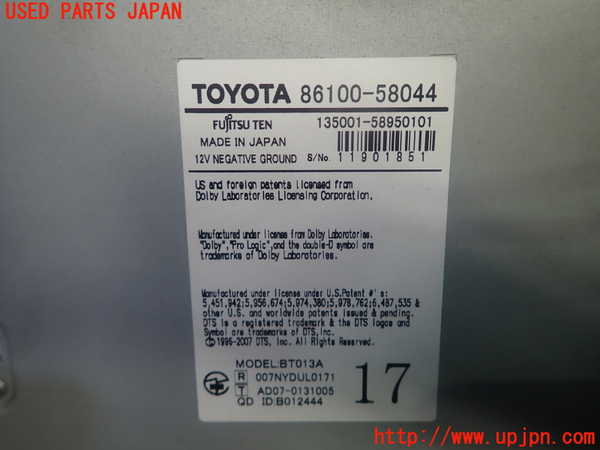 USED PARTS JAPAN
TOYOTA 86100-58044
FUJITSU TEN 135001-58950101
MADE IN JAPAN
12V NEGATIVE GROUND S/No. 11901851
US and foreign patents licensed from
Dolby Laboratories Licensing Corporation.
Manufactured under license from Dolby Laboratories.
"Dolby","Pro Logic",and the double-D symbol are
trademarks of Dolby Laboratories.
Manufactured under license under U.S.Patent #'s:
5,451,942;5,956,674;5,974,380;5,978,762;6,487,535 &
other U.S. and worldwide patents issued & pending.
DTS is a registered trademark & the DTS logos and
Symbol are trademarks of DTS, Inc.
©1996-2007 DTS, Inc. All Rights Reserved.
MODEL:BT013A
R 007NYDUL0171
T AD07-0131005
QD ID:B012444
17
http://www.upjpn.com/